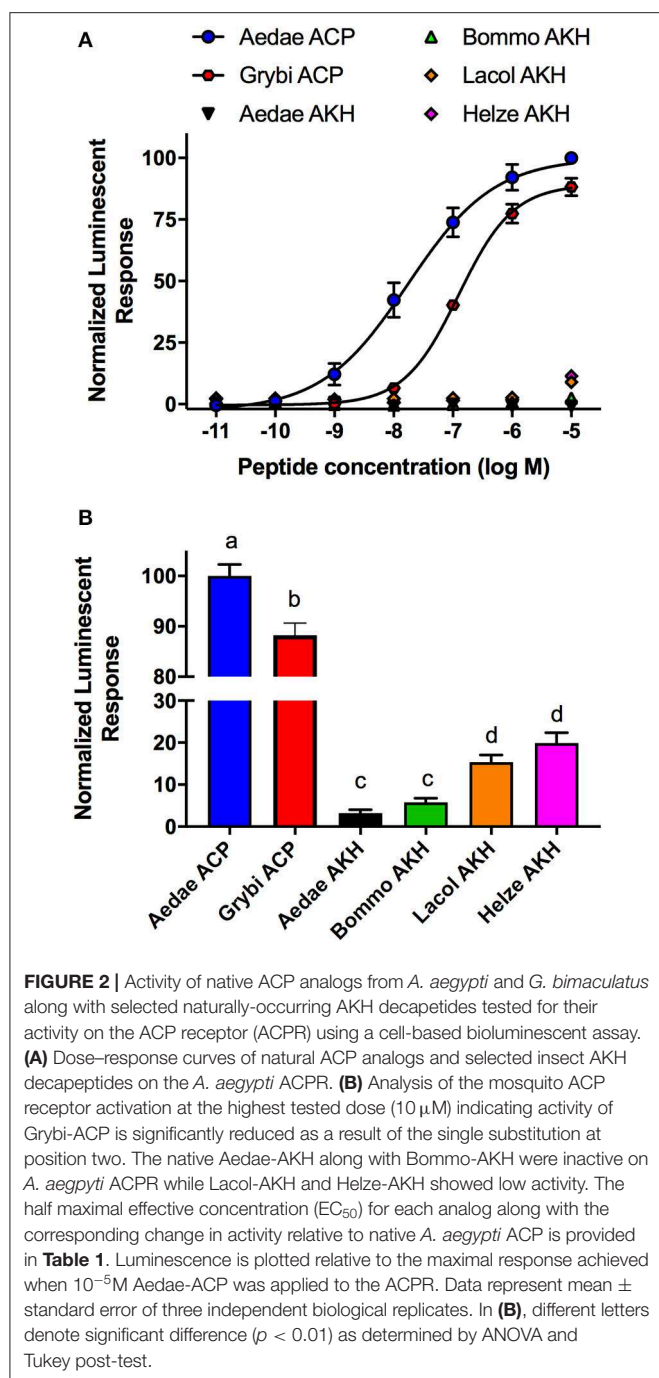 A
Aedae ACP
Bommo AKH
Grybi ACP
Lacol AKH
Aedae AKH
Helze AKH
Normalized Luminescent
Response
100
75
50
25
0
-11 -10 -9 -8 -7 -6 -5
Peptide concentration (log M)
B
Normalized Luminescent
Response
100
90
80
30
20
10
0
a
b
c
c
d
d
Aedae ACP
Grybi ACP
Aedae AKH
Bommo AKH
Lacol AKH
Helze AKH
FIGURE 2 | Activity of native ACP analogs from A. aegypti and G. bimaculatus
along with selected naturally-occurring AKH decapetides tested for their
activity on the ACP receptor (ACPR) using a cell-based bioluminescent assay.
(A) Dose–response curves of natural ACP analogs and selected insect AKH
decapeptides on the A. aegypti ACPR. (B) Analysis of the mosquito ACP
receptor activation at the highest tested dose (10 μM) indicating activity of
Grybi-ACP is significantly reduced as a result of the single substitution at
position two. The native Aedae-AKH along with Bommo-AKH were inactive on
A. aegpyti ACPR while Lacol-AKH and Helze-AKH showed low activity. The
half maximal effective concentration (EC50) for each analog along with the
corresponding change in activity relative to native A. aegypti ACP is provided
in Table 1. Luminescence is plotted relative to the maximal response achieved
when 10−5M Aedae-ACP was applied to the ACPR. Data represent mean ±
standard error of three independent biological replicates. In (B), different letters
denote significant difference (p < 0.01) as determined by ANOVA and
Tukey post-test.